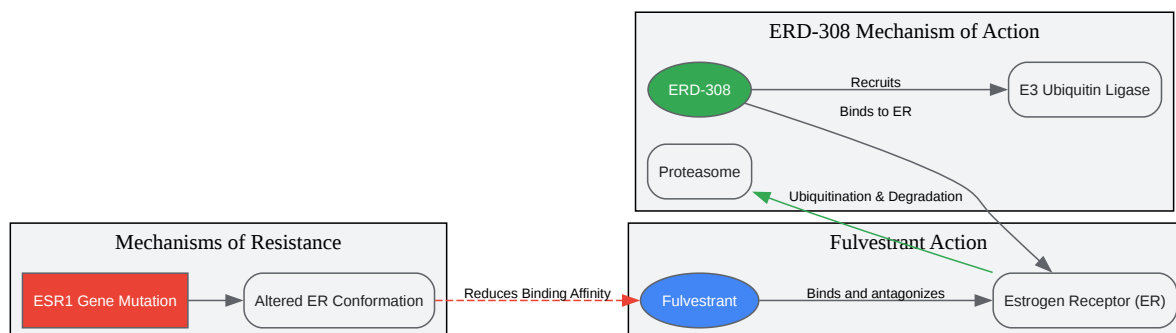 ERD-308 Mechanism of Action
ERD-308
Recruits
E3 Ubiquitin Ligase
Binds to ER
Proteasome
Ubiquitination & Degradation
Mechanisms of Resistance
ESR1 Gene Mutation
Altered ER Conformation
Reduces Binding Affinity
Fulvestrant Action
Fulvestrant
Binds and antagonizes
Estrogen Receptor (ER)